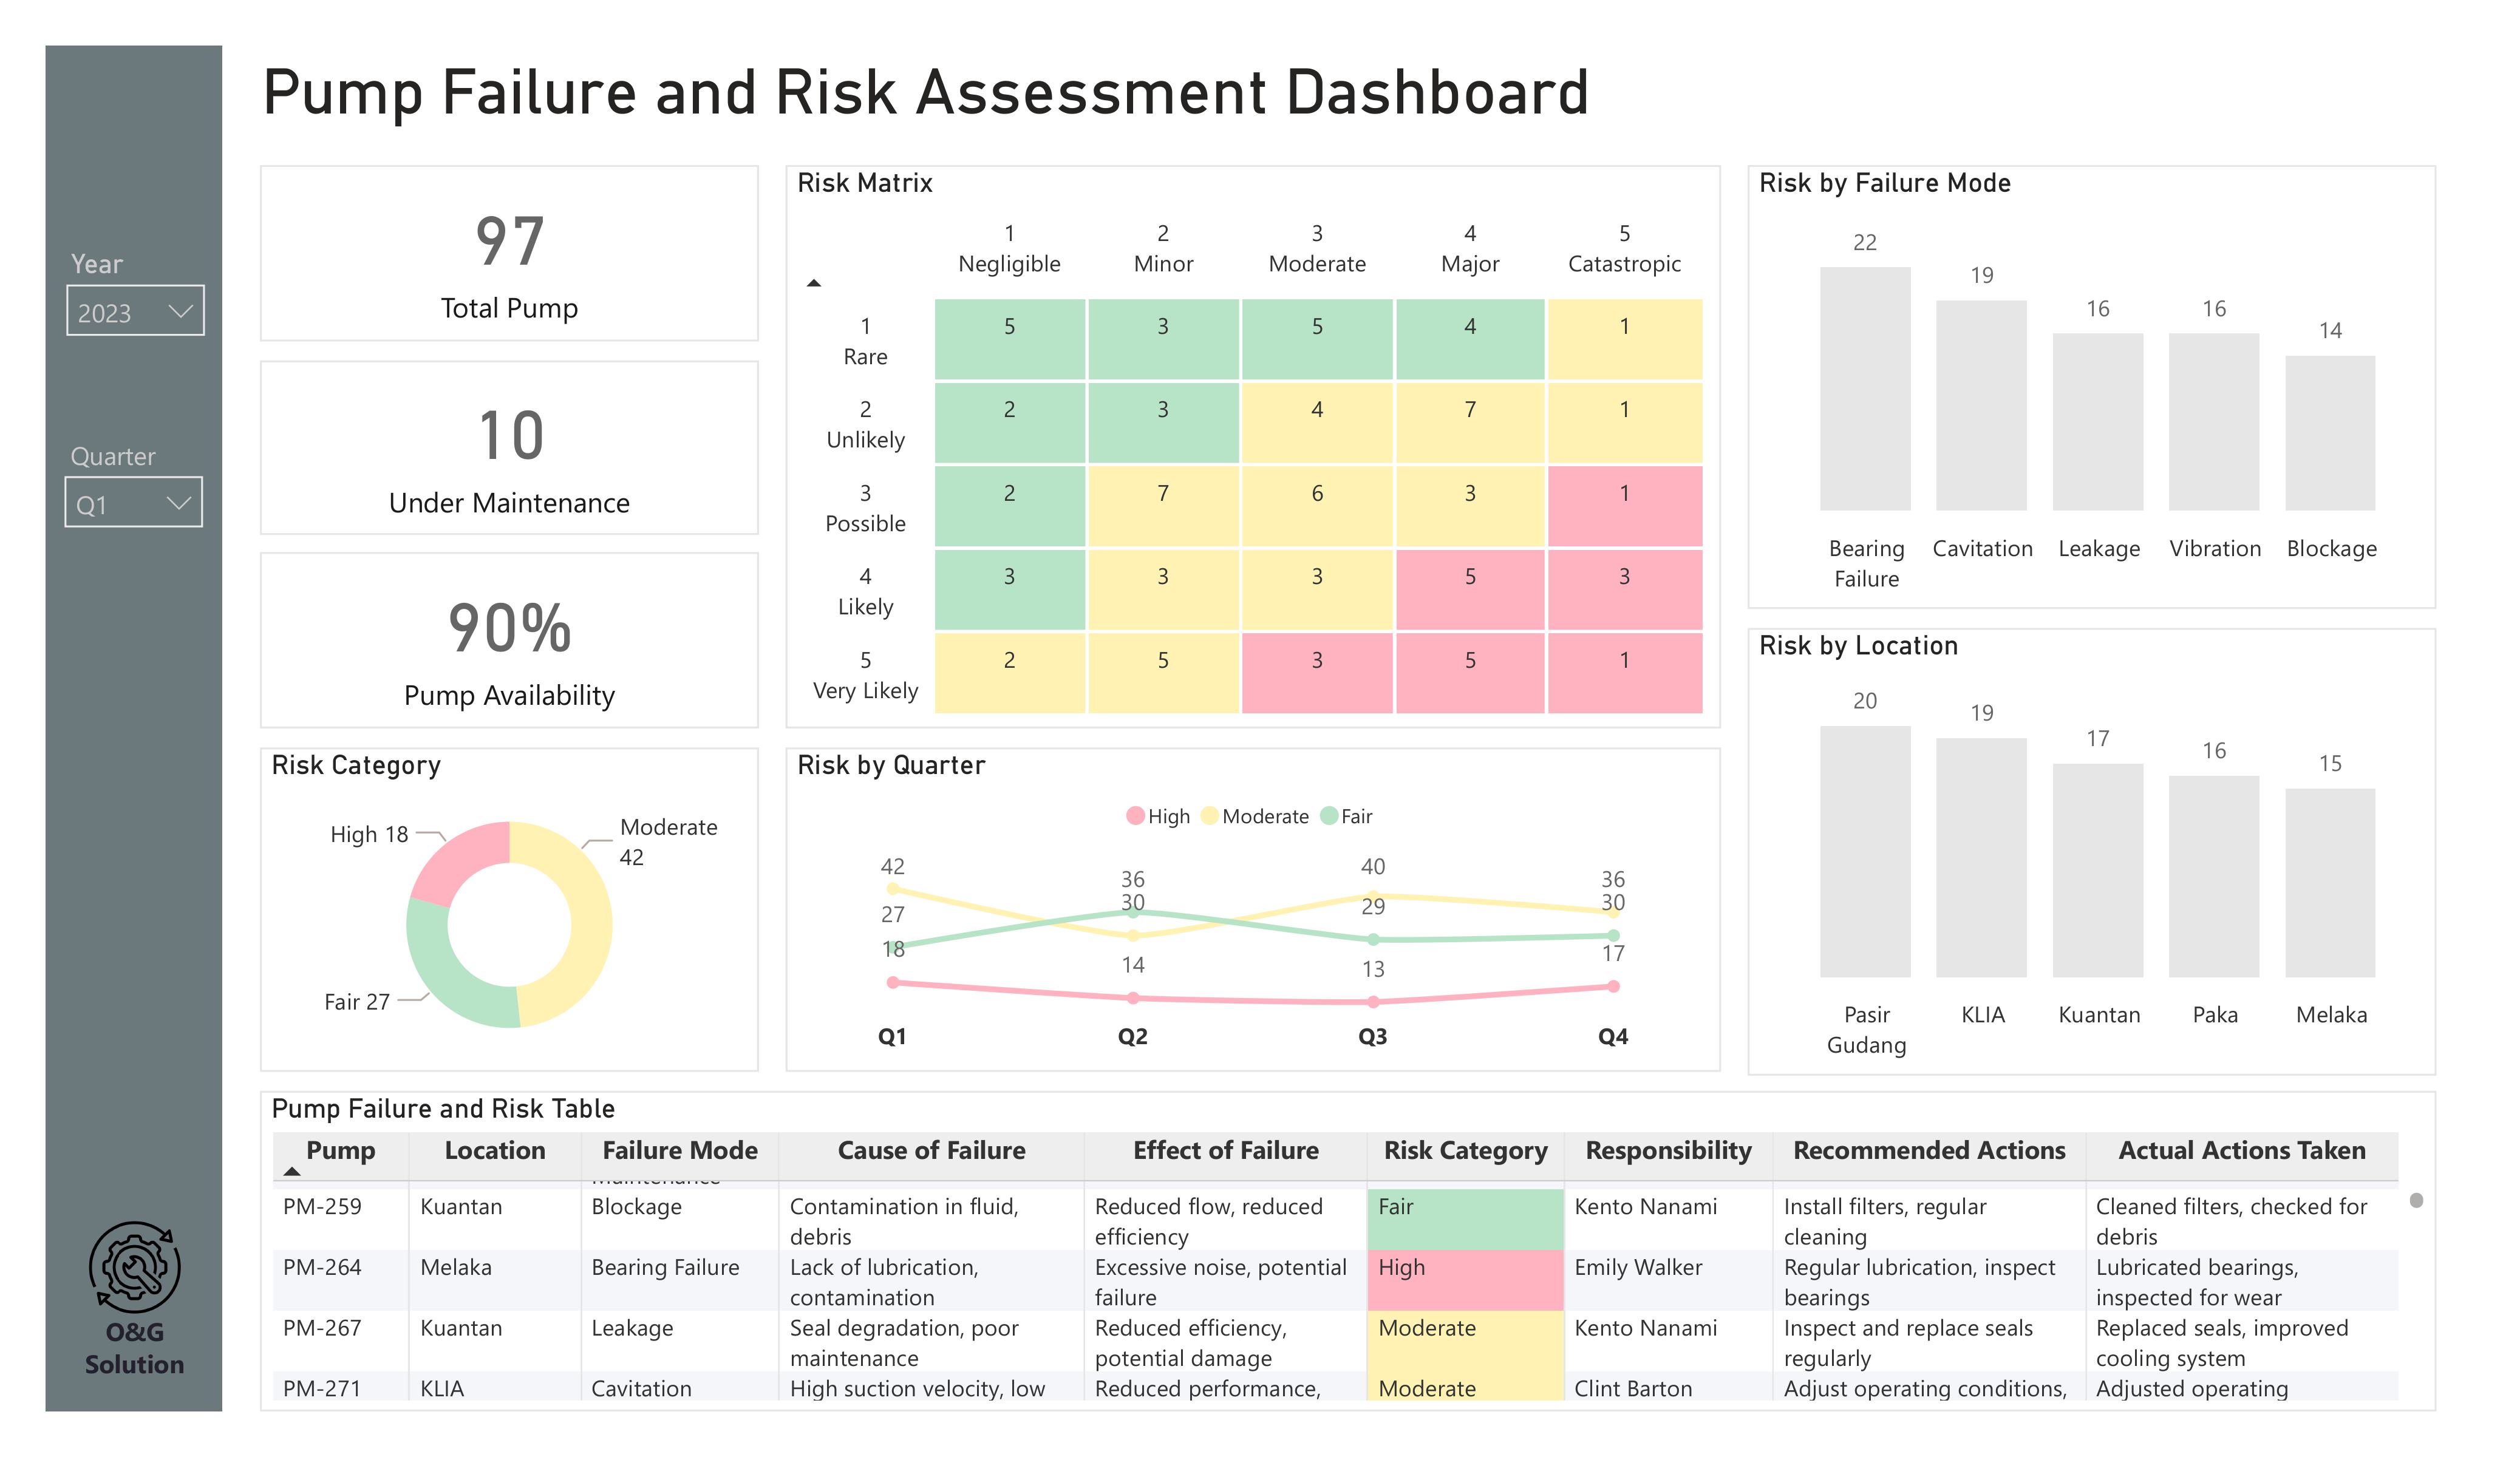 Pump Failure and Risk Assessment Dashboard
Year
2023
Quarter
Q1
O&G
Solution
97
Total Pump
10
Under Maintenance
90%
Pump Availability
Risk Matrix
1 2 3 4 5
Negligible Minor Moderate Major Catastropic
1
Rare
5 3 5 4 1
2
Unlikely
2 3 4 7 1
3
Possible
2 7 6 3 1
4
Likely
3 3 3 5 3
5
Very Likely
2 5 3 5 1
Risk by Failure Mode
22
19
16
16
14
Bearing Cavitation Leakage Vibration Blockage
Failure
Risk Category
High 18
Moderate
42
Fair 27
Risk by Quarter
High Moderate Fair
42 36 40 36
27 30 29 30
18 14 13 17
Q1 Q2 Q3 Q4
Risk by Location
20
19
17
16
15
Pasir KLIA Kuantan Paka Melaka
Gudang
Pump Failure and Risk Table
Pump Location Failure Mode Cause of Failure Effect of Failure Risk Category Responsibility Recommended Actions Actual Actions Taken
Maintenance
PM-259 Kuantan Blockage Contamination in fluid, Reduced flow, reduced Fair Kento Nanami Install filters, regular Cleaned filters, checked for
debris efficiency cleaning debris
PM-264 Melaka Bearing Failure Lack of lubrication, Excessive noise, potential High Emily Walker Regular lubrication, inspect Lubricated bearings,
contamination failure bearings inspected for wear
PM-267 Kuantan Leakage Seal degradation, poor Reduced efficiency, Moderate Kento Nanami Inspect and replace seals Replaced seals, improved
maintenance potential damage regularly cooling system
PM-271 KLIA Cavitation High suction velocity, low Reduced performance, Moderate Clint Barton Adjust operating conditions, Adjusted operating